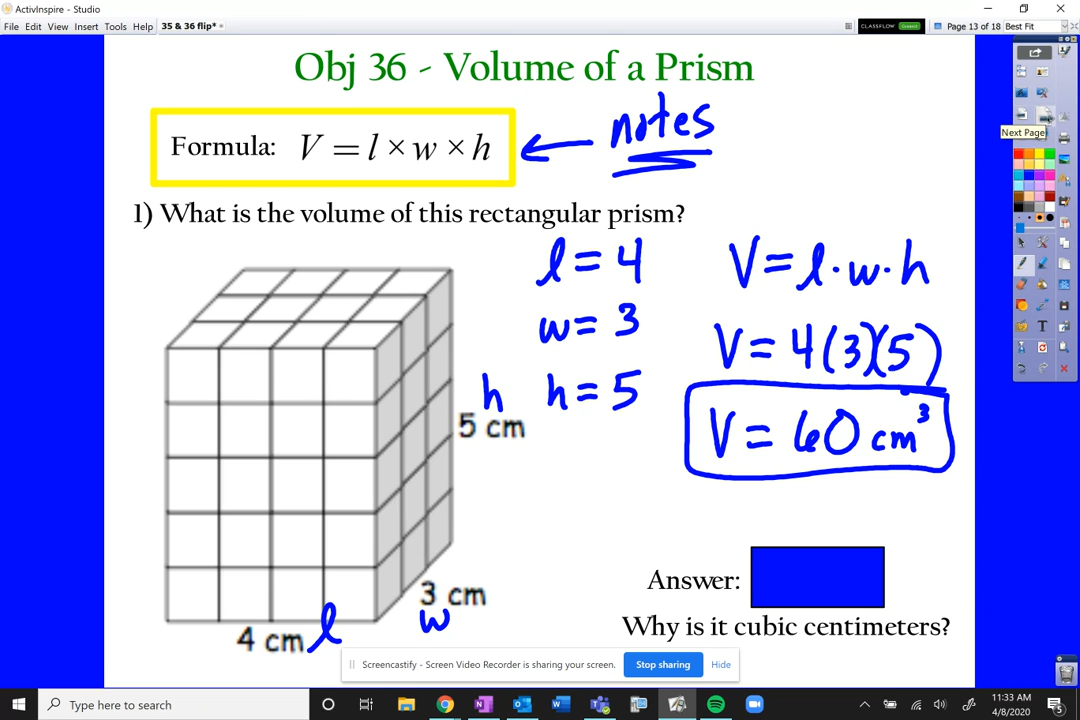 ActivInspire - Studio
File Edit View Insert Tools Help 35 & 36 flip* × CLASSFLOW Connect Page 13 of 18 Best Fit
Obj 36 - Volume of a Prism
Formula: V = l × w × h
notes
Next Page
1) What is the volume of this rectangular prism?
l = 4
w = 3
h h = 5
5 cm
3 cm
w
4 cm l
V = l · w · h
V = 4(3)(5)
V = 60 cm³
Answer:
Why is it cubic centimeters?
Screencastify - Screen Video Recorder is sharing your screen. Stop sharing Hide
Type here to search
11:33 AM
4/8/2020
5